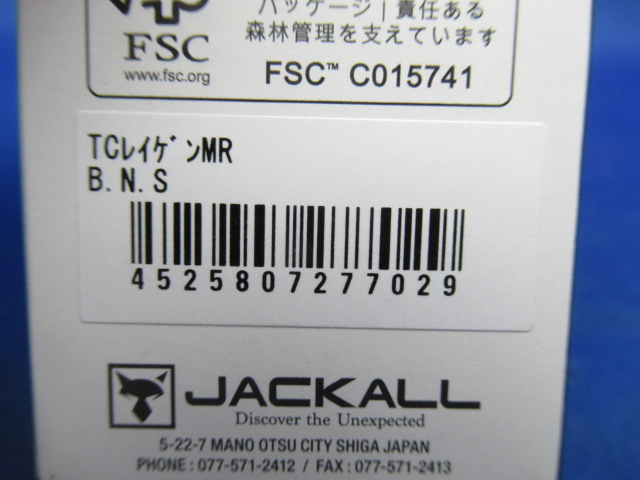 パッケージ | 責任ある
森林管理を支えています
FSC
www.fsc.org
FSC™ C015741
TCﾚｲｹﾞﾝMR
B.N.S
4525807277029
JACKALL
Discover the Unexpected
5-22-7 MANO OTSU CITY SHIGA JAPAN
PHONE : 077-571-2412 / FAX : 077-571-2413